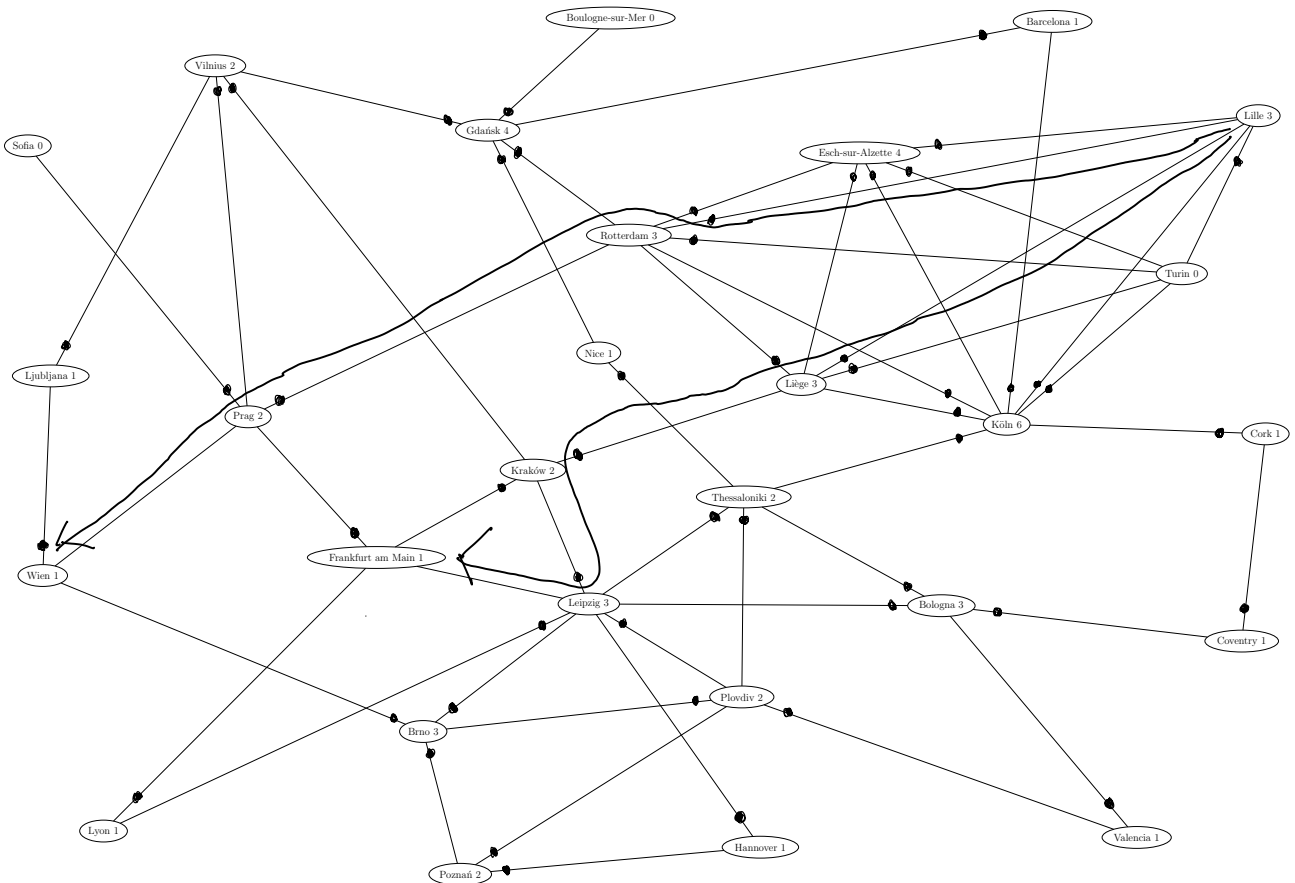 Boulogne-sur-Mer 0
Barcelona 1
Vilnius 2
Gdańsk 4
Lille 3
Sofia 0
Esch-sur-Alzette 4
Rotterdam 3
Turin 0
Nice 1
Ljubljana 1
Liège 3
Prag 2
Köln 6
Cork 1
Kraków 2
Thessaloniki 2
Frankfurt am Main 1
Wien 1
Leipzig 3
Bologna 3
Coventry 1
Plovdiv 2
Brno 3
Lyon 1
Valencia 1
Hannover 1
Poznań 2